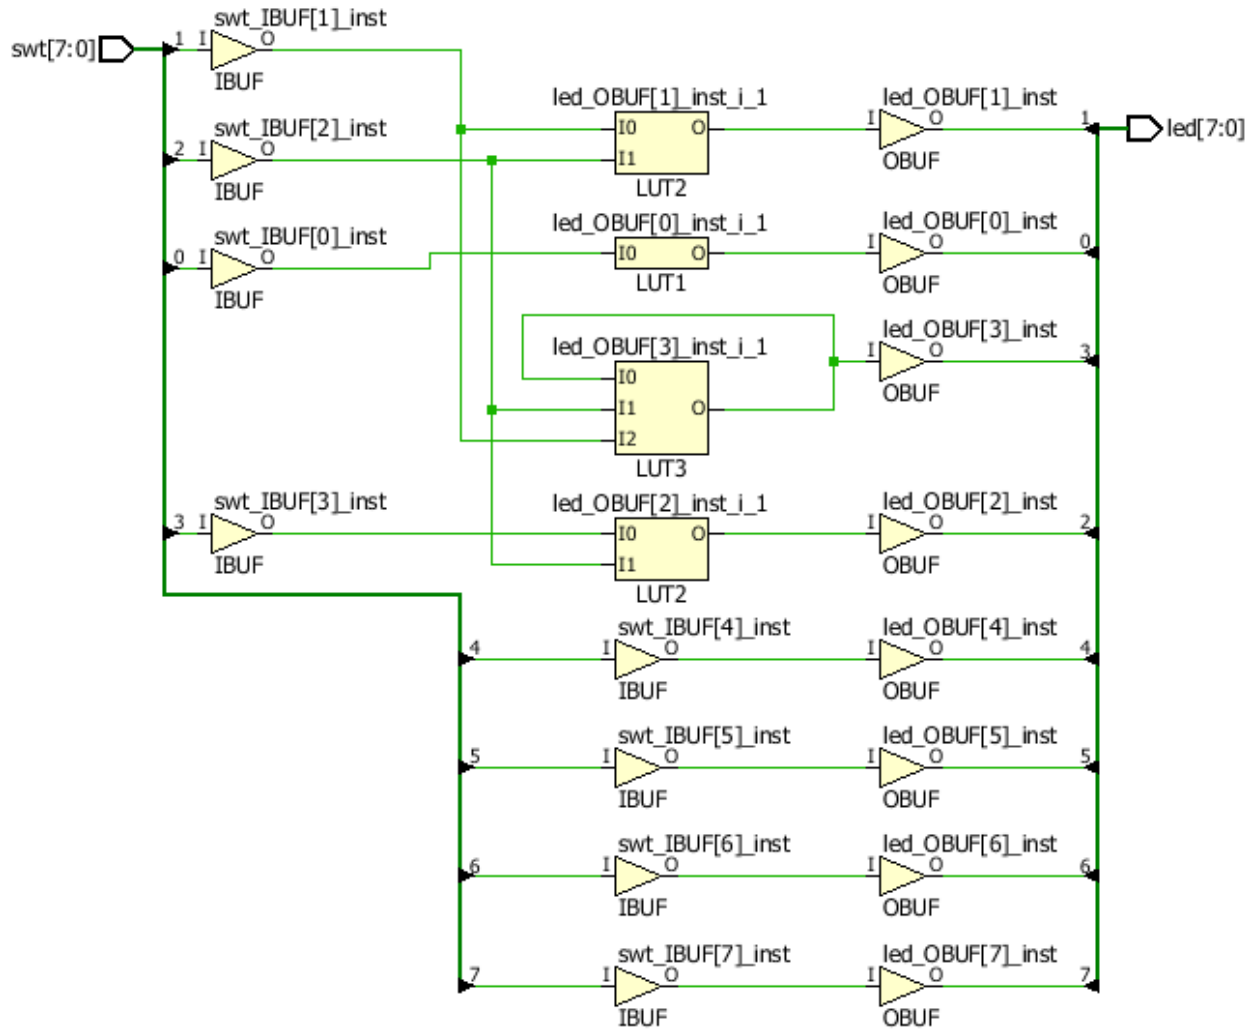 swt_IBUF[1]_inst
swt[7:0] 1 I O
IBUF
led_OBUF[1]_inst_i_1 led_OBUF[1]_inst
swt_IBUF[2]_inst I0 O I O 1 led[7:0]
2 I O I1 OBUF
IBUF LUT2
led_OBUF[0]_inst_i_1 led_OBUF[0]_inst
swt_IBUF[0]_inst I0 O I O 0
0 I O LUT1 OBUF
IBUF
led_OBUF[3]_inst_i_1 led_OBUF[3]_inst
I O 3
I0 OBUF
I1 O
I2
LUT3
swt_IBUF[3]_inst led_OBUF[2]_inst_i_1 led_OBUF[2]_inst
3 I O I0 O I O 2
IBUF I1 OBUF
LUT2
swt_IBUF[4]_inst led_OBUF[4]_inst
4 I O I O 4
IBUF OBUF
swt_IBUF[5]_inst led_OBUF[5]_inst
5 I O I O 5
IBUF OBUF
swt_IBUF[6]_inst led_OBUF[6]_inst
6 I O I O 6
IBUF OBUF
swt_IBUF[7]_inst led_OBUF[7]_inst
7 I O I O 7
IBUF OBUF